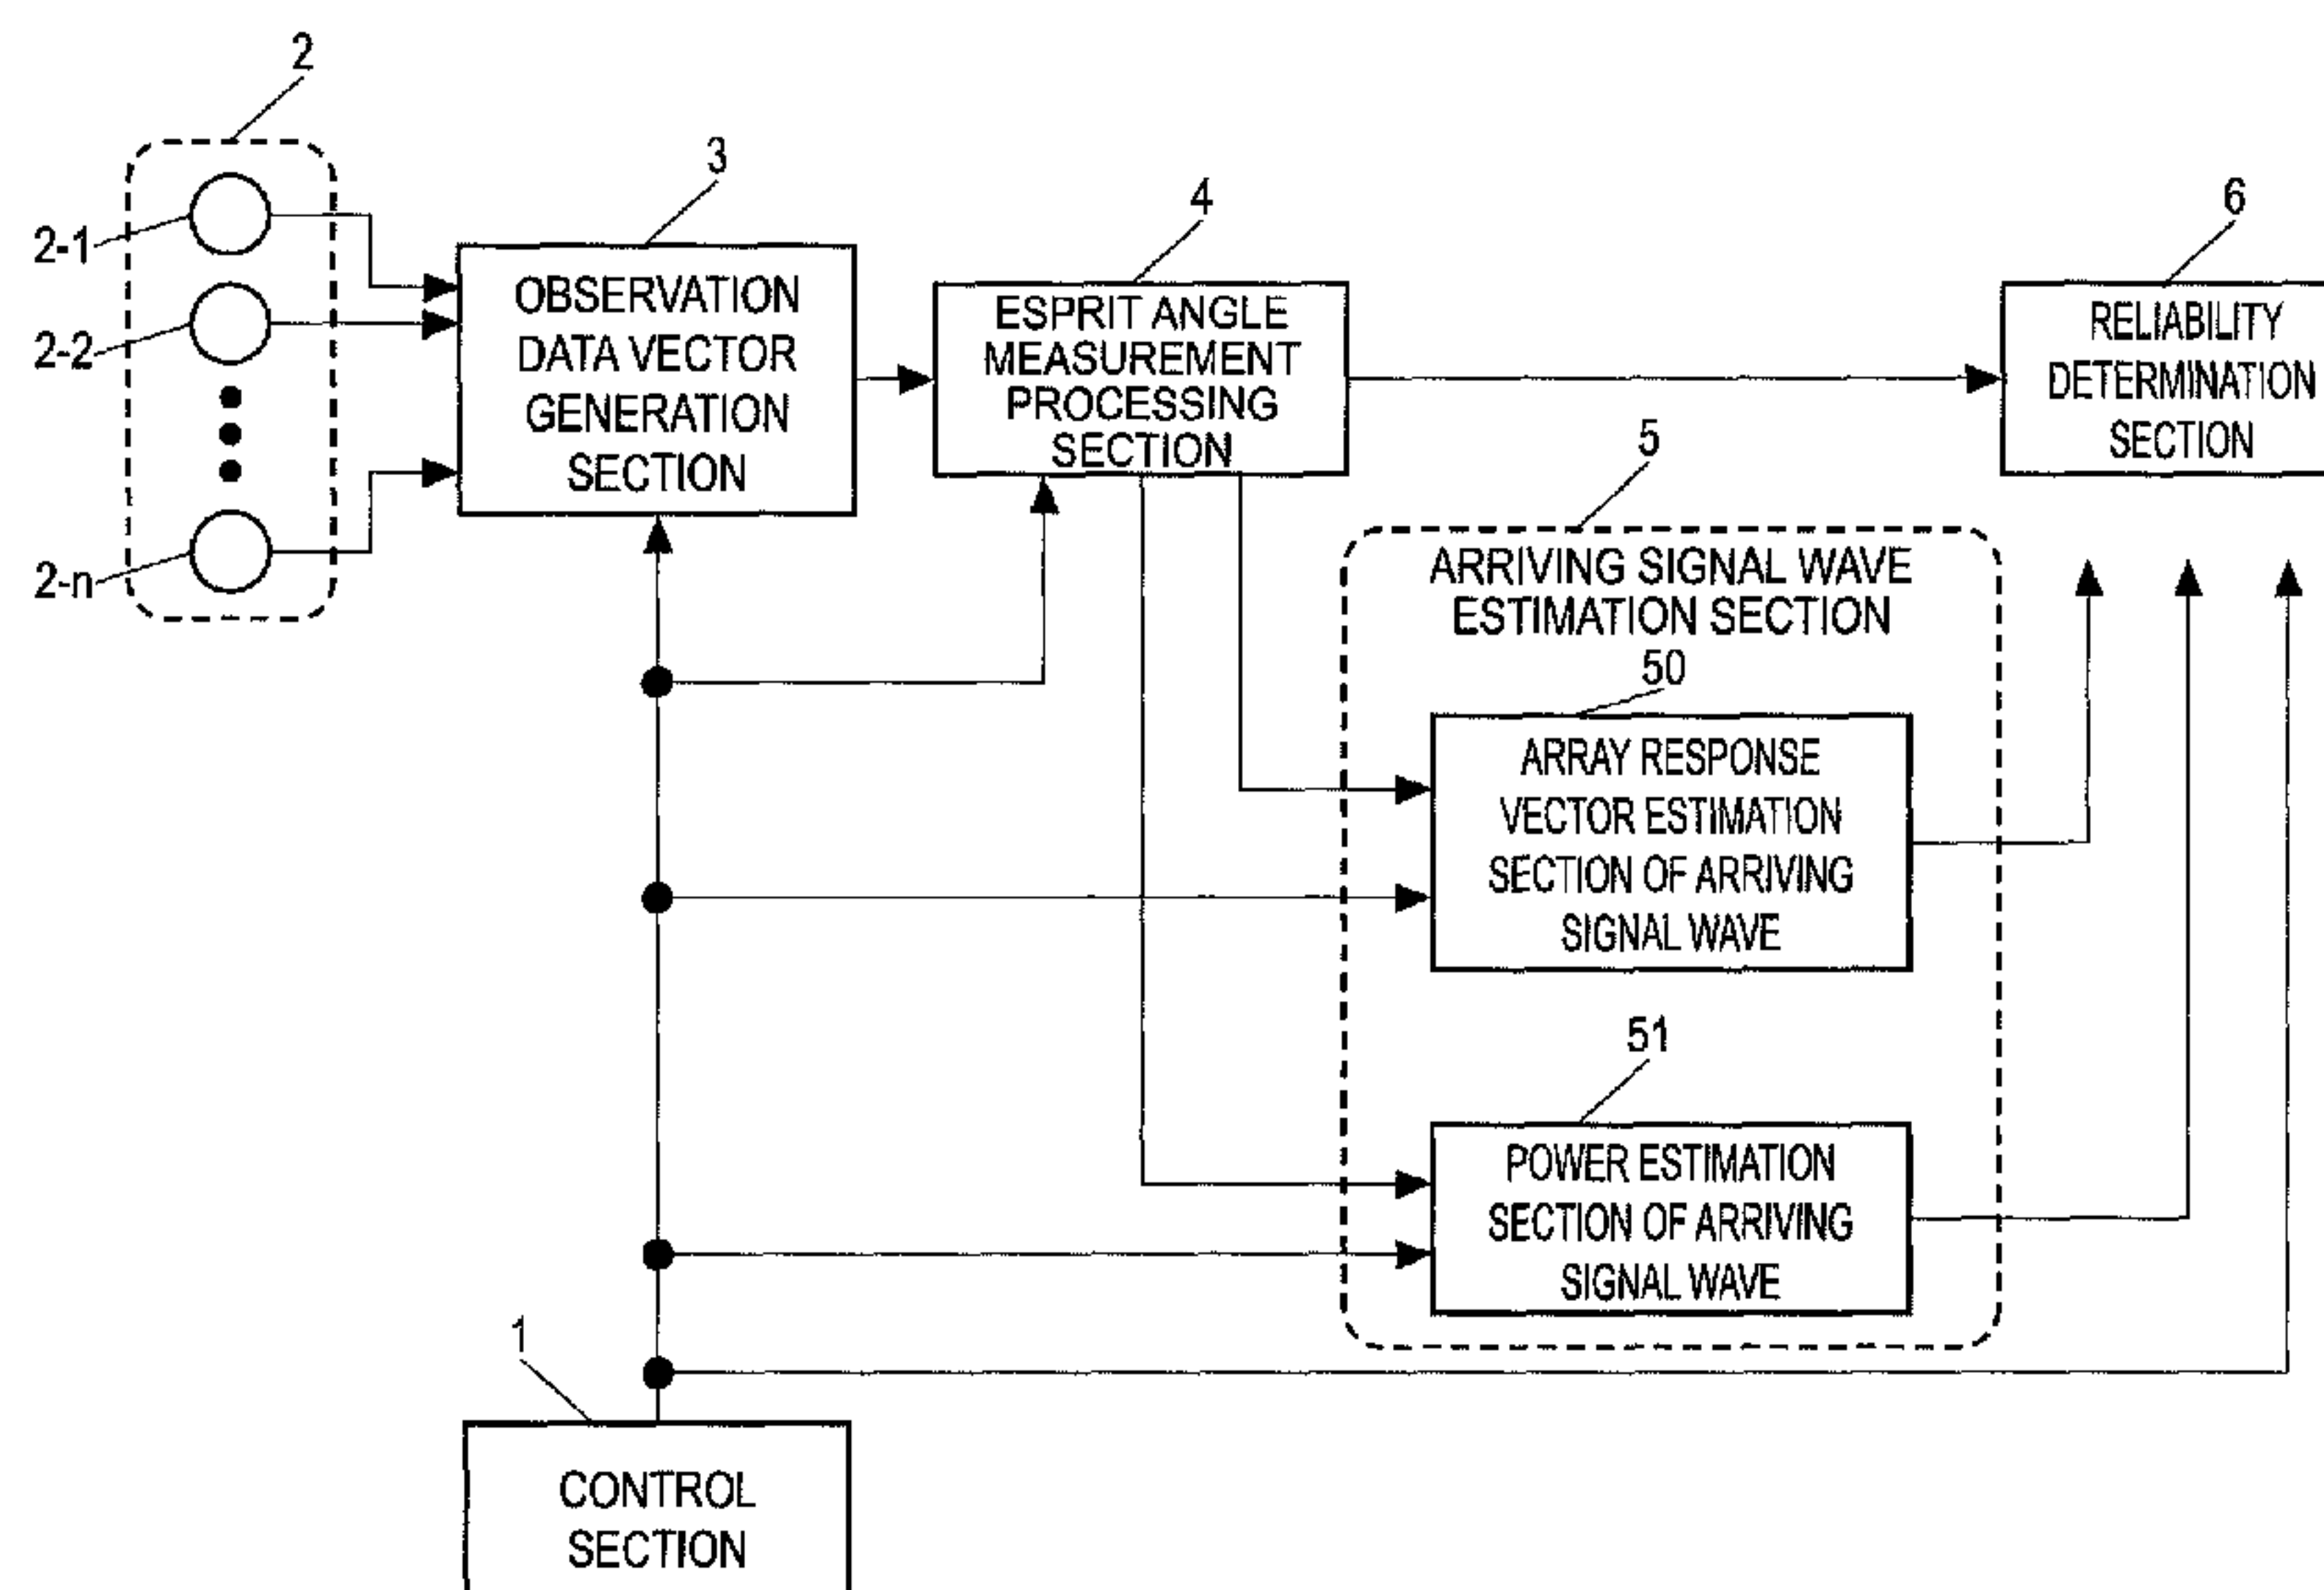 2
3
4
6
2-1
2-2
2-n
OBSERVATION
DATA VECTOR
GENERATION
SECTION
ESPRIT ANGLE
MEASUREMENT
PROCESSING
SECTION
RELIABILITY
DETERMINATION
SECTION
5
ARRIVING SIGNAL WAVE
ESTIMATION SECTION
50
ARRAY RESPONSE
VECTOR ESTIMATION
SECTION OF ARRIVING
SIGNAL WAVE
51
POWER ESTIMATION
SECTION OF ARRIVING
SIGNAL WAVE
1
CONTROL
SECTION